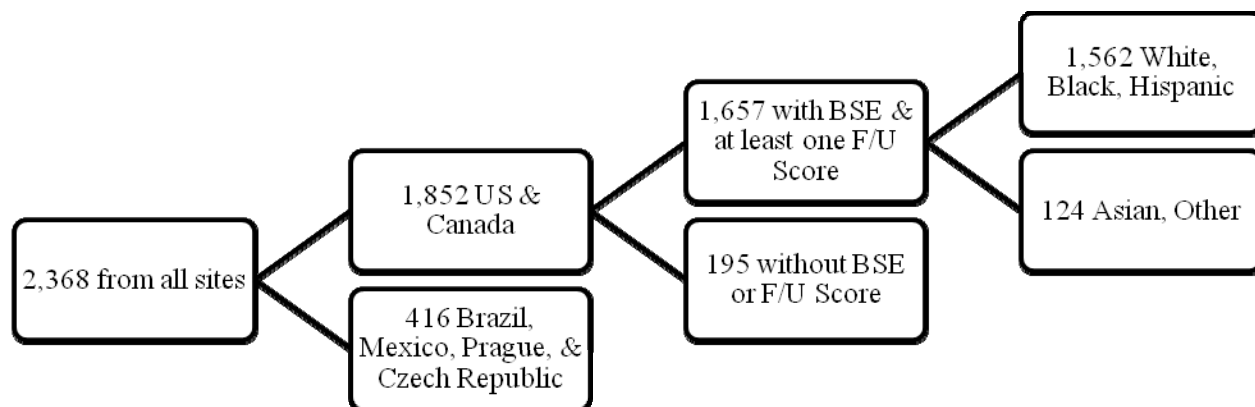 2,368 from all sites
1,852 US &
Canada
416 Brazil,
Mexico, Prague, &
Czech Republic
1,657 with BSE &
at least one F/U
Score
195 without BSE
or F/U Score
1,562 White,
Black, Hispanic
124 Asian, Other